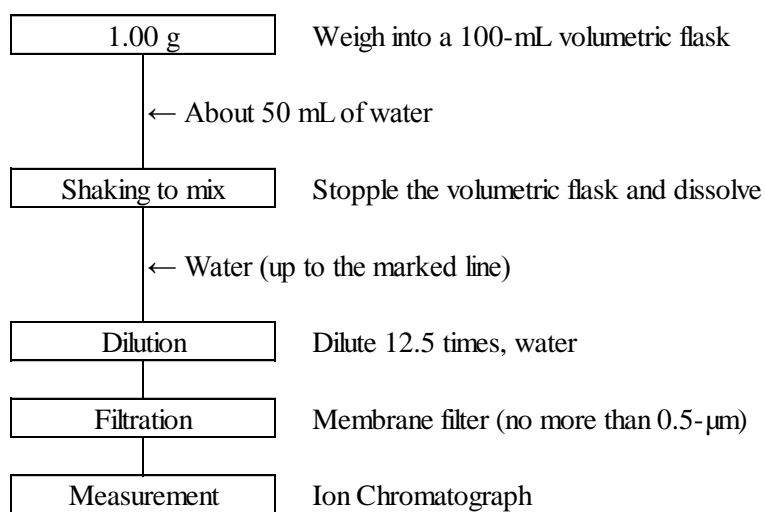 1.00 g Weigh into a 100-mL volumetric flask
← About 50 mL of water
Shaking to mix Stopple the volumetric flask and dissolve
← Water (up to the marked line)
Dilution Dilute 12.5 times, water
Filtration Membrane filter (no more than 0.5-μm)
Measurement Ion Chromatograph